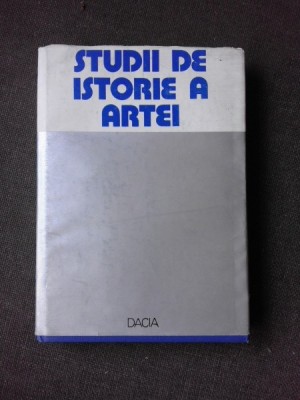 STUDII DE
ISTORIE A
ARTEI
DACIA